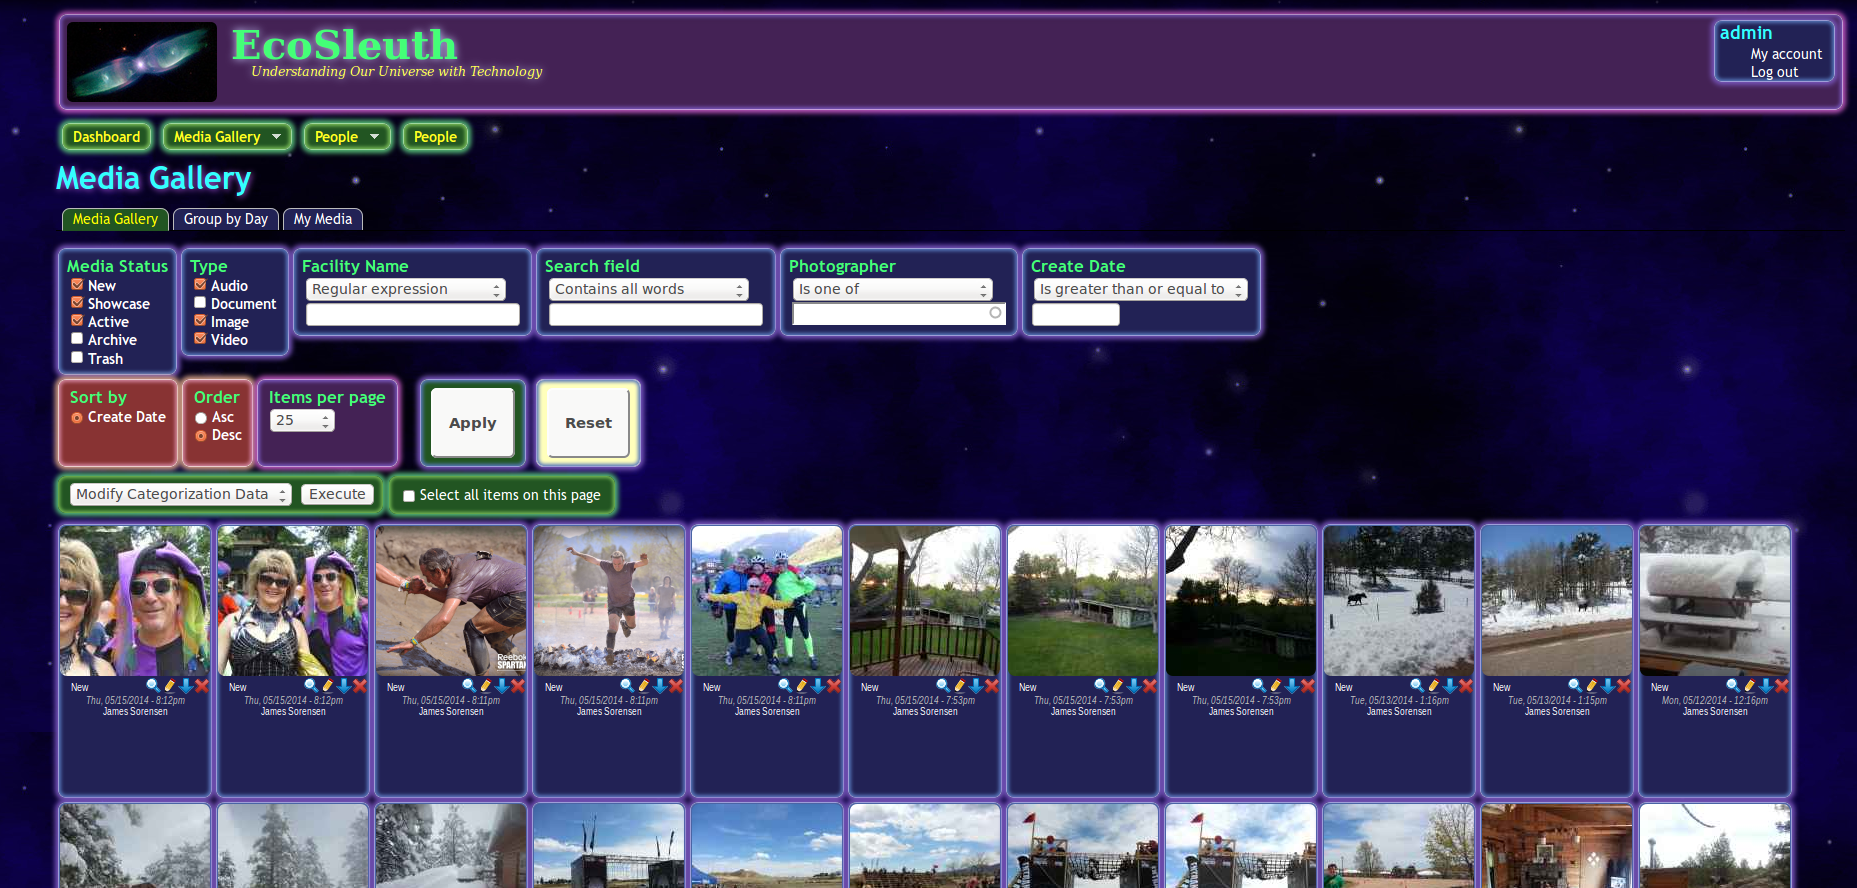 EcoSleuth
Understanding Our Universe with Technology
admin
My account
Log out
Dashboard
Media Gallery
People
People
Media Gallery
Media Gallery
Group by Day
My Media
Media Status
New
Showcase
Active
Archive
Trash
Type
Audio
Document
Image
Video
Facility Name
Regular expression
Search field
Contains all words
Photographer
Is one of
Create Date
Is greater than or equal to
Sort by
Create Date
Order
Asc
Desc
Items per page
25
Apply
Reset
Modify Categorization Data
Execute
Select all items on this page
New
Thu, 05/15/2014 - 8:12pm
James Sorensen
New
Thu, 05/15/2014 - 8:12pm
James Sorensen
Reebok
SPARTAN
New
Thu, 05/15/2014 - 8:11pm
James Sorensen
New
Thu, 05/15/2014 - 8:11pm
James Sorensen
New
Thu, 05/15/2014 - 8:11pm
James Sorensen
New
Thu, 05/15/2014 - 7:53pm
James Sorensen
New
Thu, 05/15/2014 - 7:53pm
James Sorensen
New
Thu, 05/15/2014 - 7:53pm
James Sorensen
New
Tue, 05/13/2014 - 1:16pm
James Sorensen
New
Tue, 05/13/2014 - 1:15pm
James Sorensen
New
Mon, 05/12/2014 - 12:16pm
James Sorensen